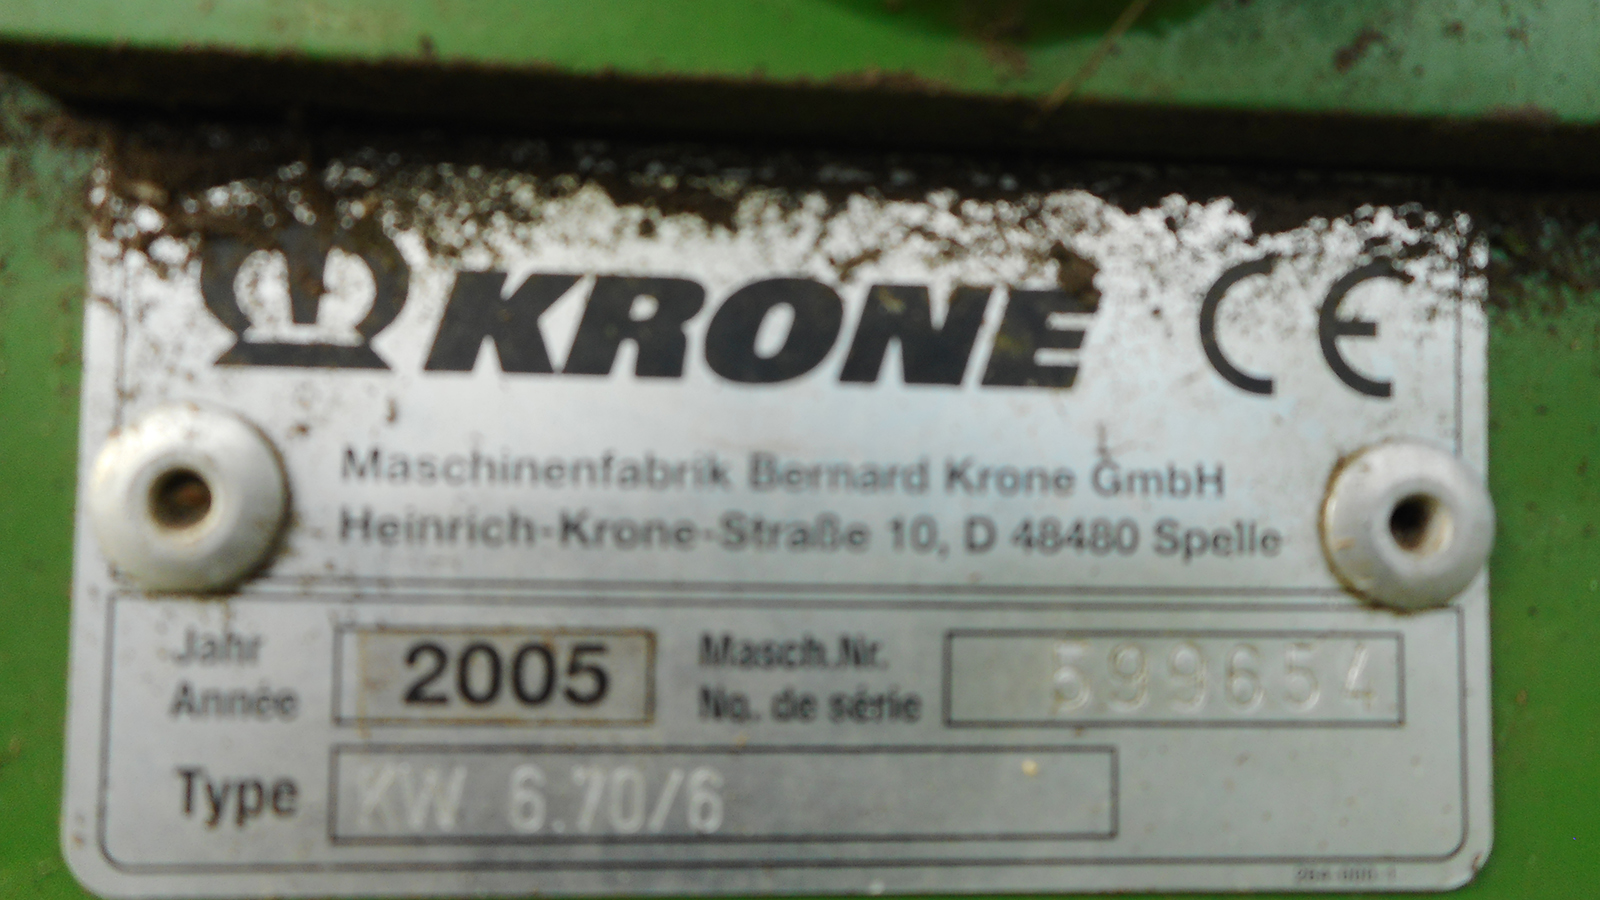 KRONE CE
Maschinenfabrik Bernard Krone GmbH
Heinrich-Krone-Straße 10, D 48480 Spelle
Jahr 2005 Masch.Nr. 599654
Année No. de série
Type KW 6.70/6